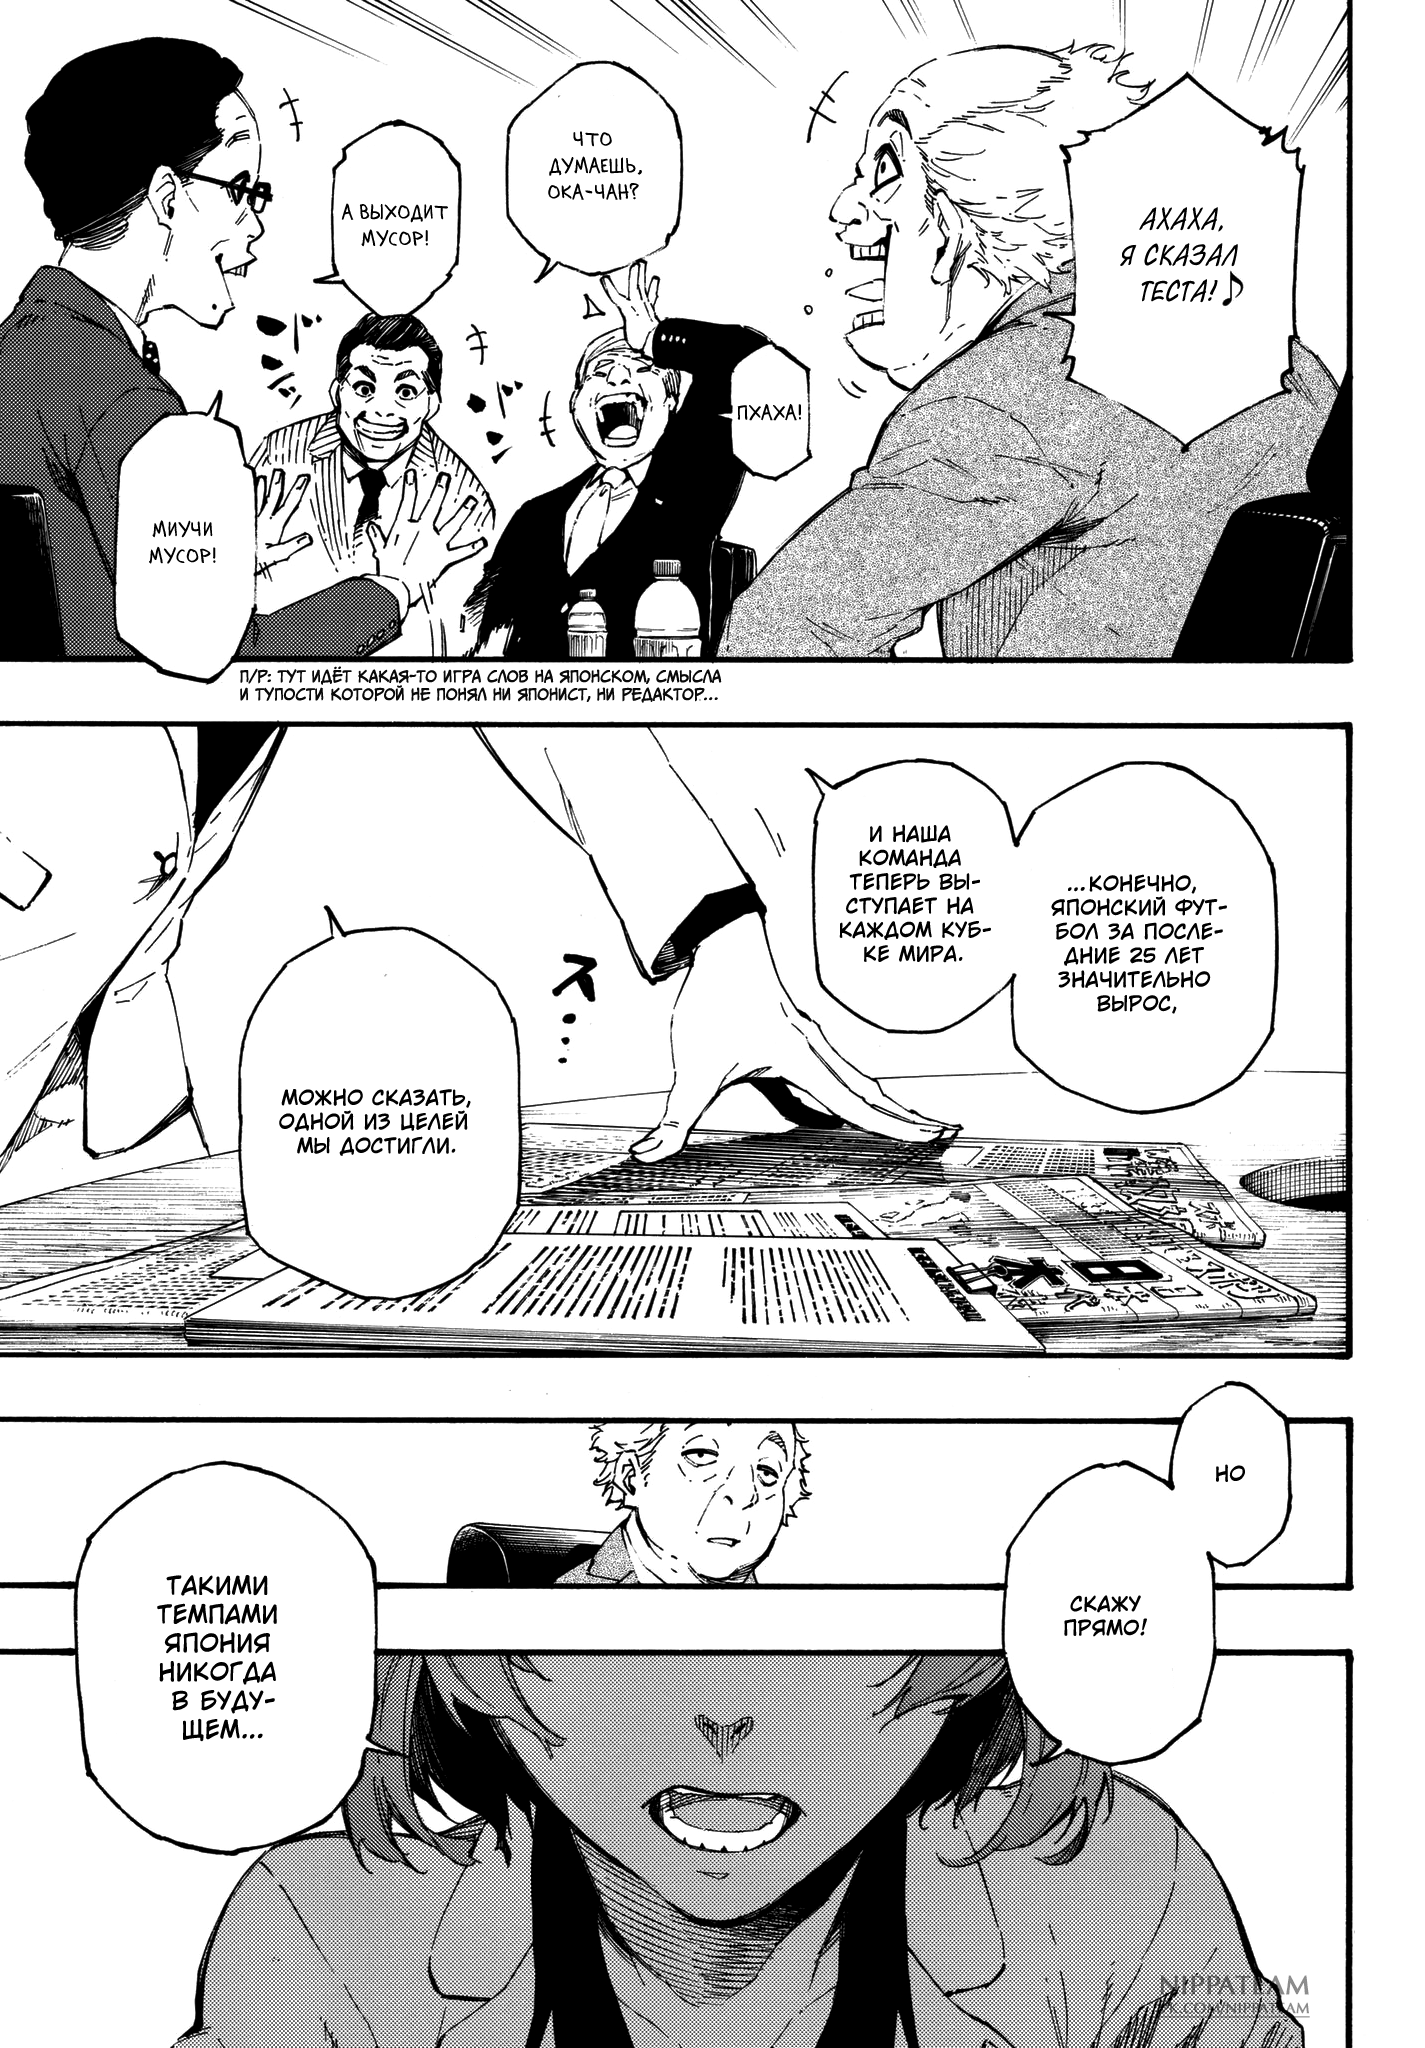 АХАХА,
Я СКАЗАЛ
ТЕСТА!♪
ЧТО
ДУМАЕШЬ,
ОКА-ЧАН?
ПХАХА!
А ВЫХОДИТ
МУСОР!
МИУЧИ
МУСОР!
П/Р: ТУТ ИДЁТ КАКАЯ-ТО ИГРА СЛОВ НА ЯПОНСКОМ, СМЫСЛА
И ТУПОСТИ КОТОРОЙ НЕ ПОНЯЛ НИ ЯПОНИСТ, НИ РЕДАКТОР...
...КОНЕЧНО,
ЯПОНСКИЙ ФУТ-
БОЛ ЗА ПОСЛЕ-
ДНИЕ 25 ЛЕТ
ЗНАЧИТЕЛЬНО
ВЫРОС,
И НАША
КОМАНДА
ТЕПЕРЬ ВЫ-
СТУПАЕТ НА
КАЖДОМ КУБ-
КЕ МИРА.
МОЖНО СКАЗАТЬ,
ОДНОЙ ИЗ ЦЕЛЕЙ
МЫ ДОСТИГЛИ.
НО
СКАЖУ
ПРЯМО!
ТАКИМИ
ТЕМПАМИ
ЯПОНИЯ
НИКОГДА
В БУДУ-
ЩЕМ...
NIPPATEAM
VK.COM/NIPPATEAM